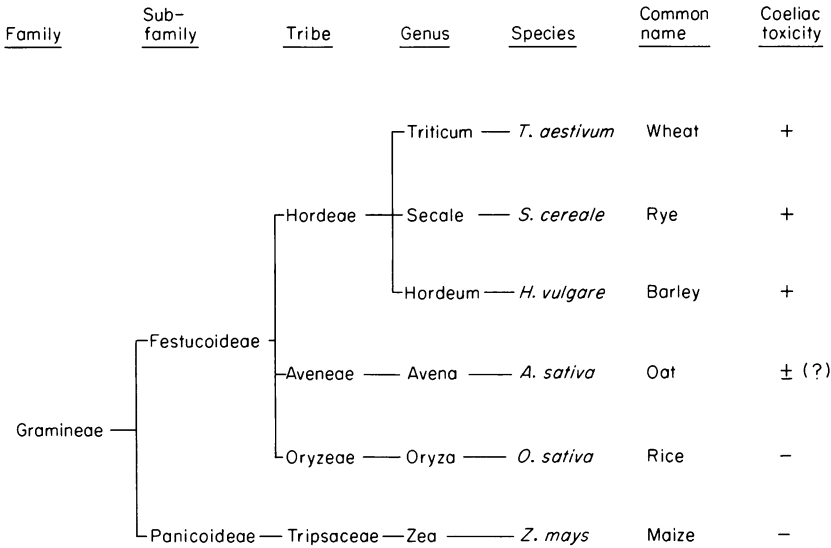 Family Sub-family Tribe Genus Species Common name Coeliac toxicity
Triticum T. aestivum Wheat +
Hordeae Secale S. cereale Rye +
Hordeum H. vulgare Barley +
Festucoideae
Aveneae Avena A. sativa Oat ± (?)
Gramineae
Oryzeae Oryza O. sativa Rice −
Panicoideae Tripsaceae Zea Z. mays Maize −